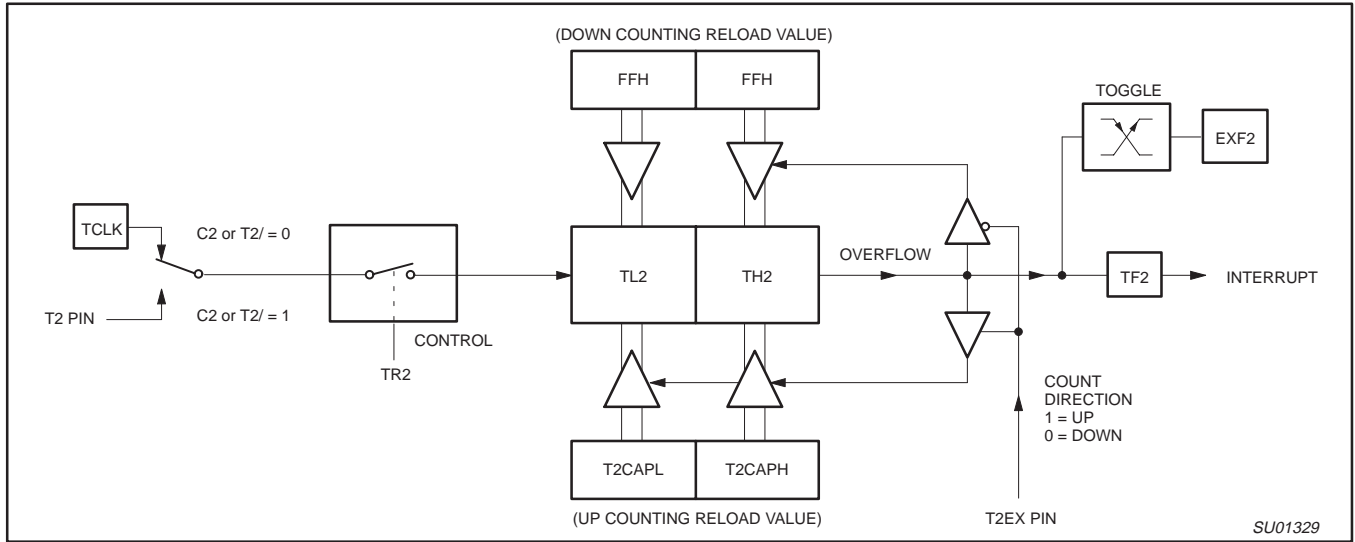 (DOWN COUNTING RELOAD VALUE)
FFH
FFH
TOGGLE
EXF2
TCLK
C2 or T2/ = 0
OVERFLOW
TL2
TH2
TF2
INTERRUPT
T2 PIN
C2 or T2/ = 1
CONTROL
TR2
COUNT
DIRECTION
1 = UP
0 = DOWN
T2CAPL
T2CAPH
(UP COUNTING RELOAD VALUE)
T2EX PIN
SU01329